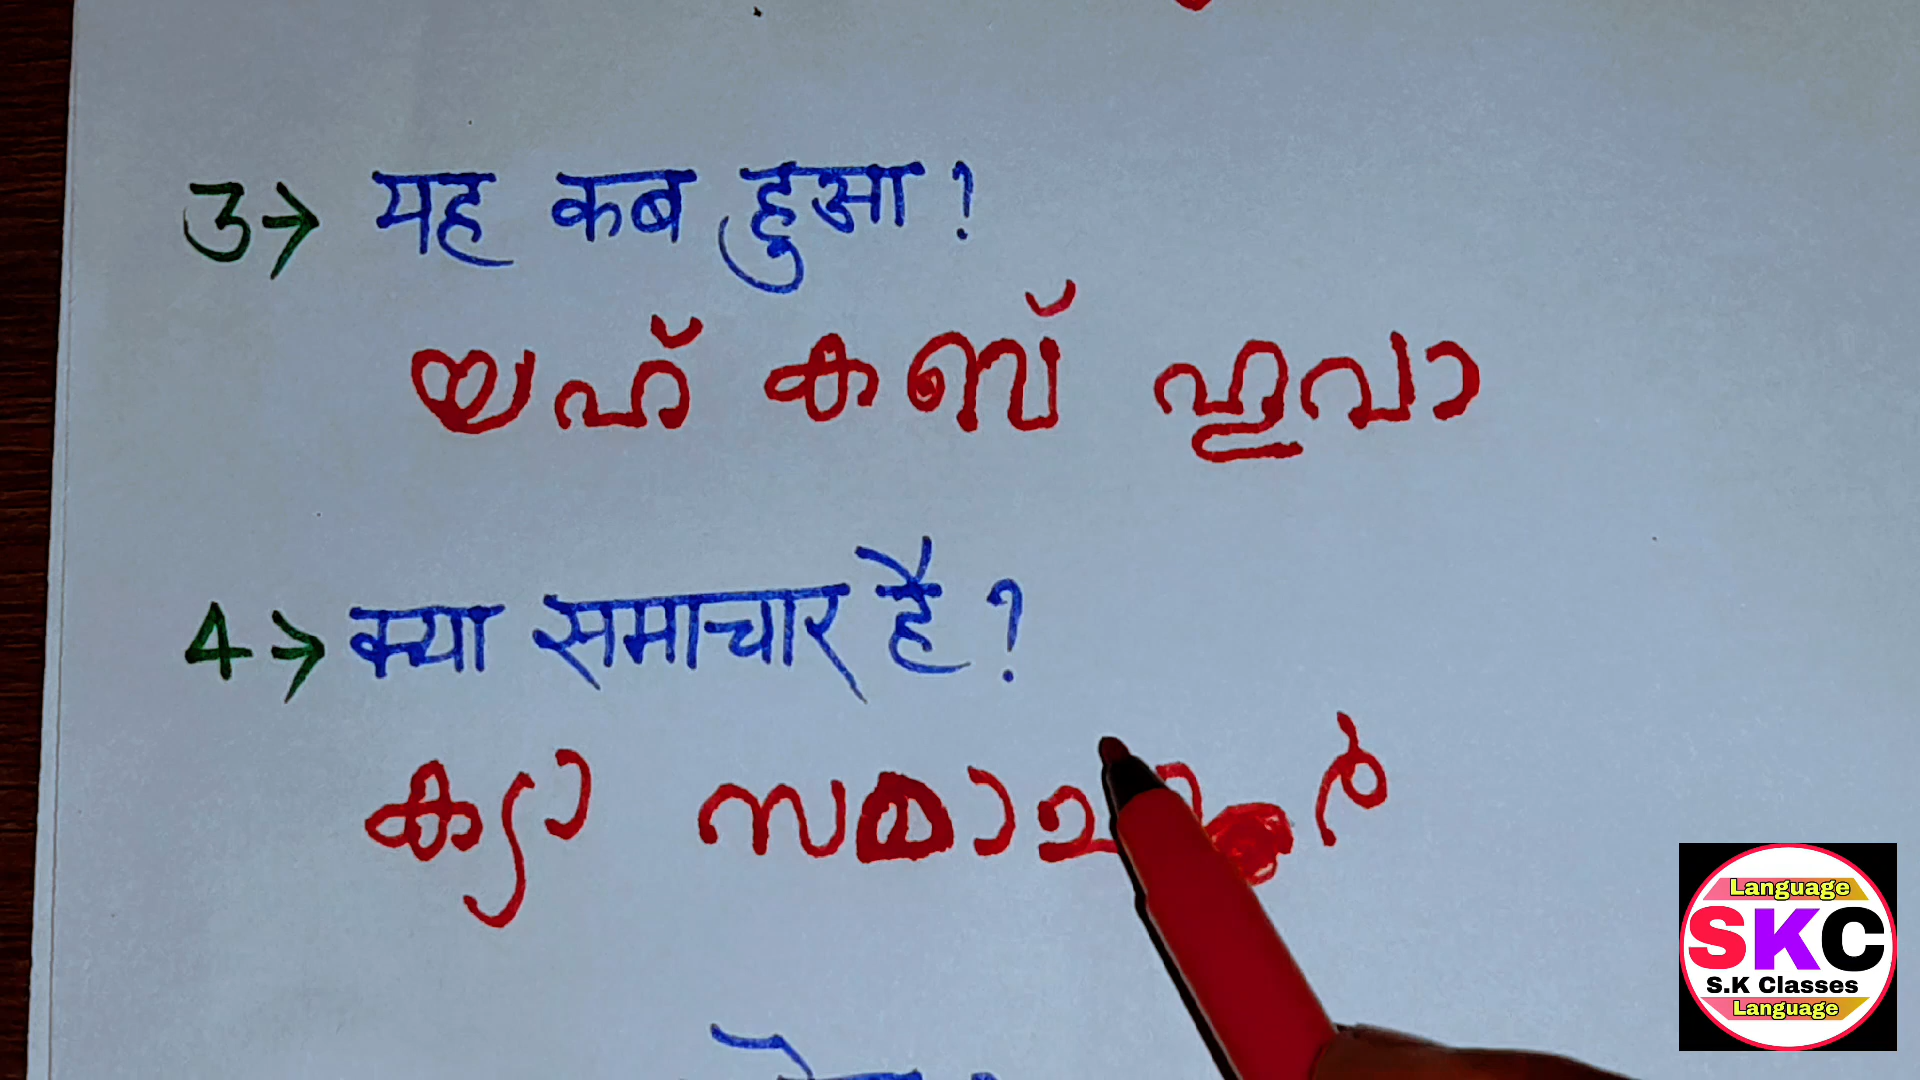 3→ यह कब हुआ?
യഹ് കബ് ഹുവാ
4→ क्या समाचार है?
ക്യാ സമാചാർ
Language
SKC
S.K Classes
Language